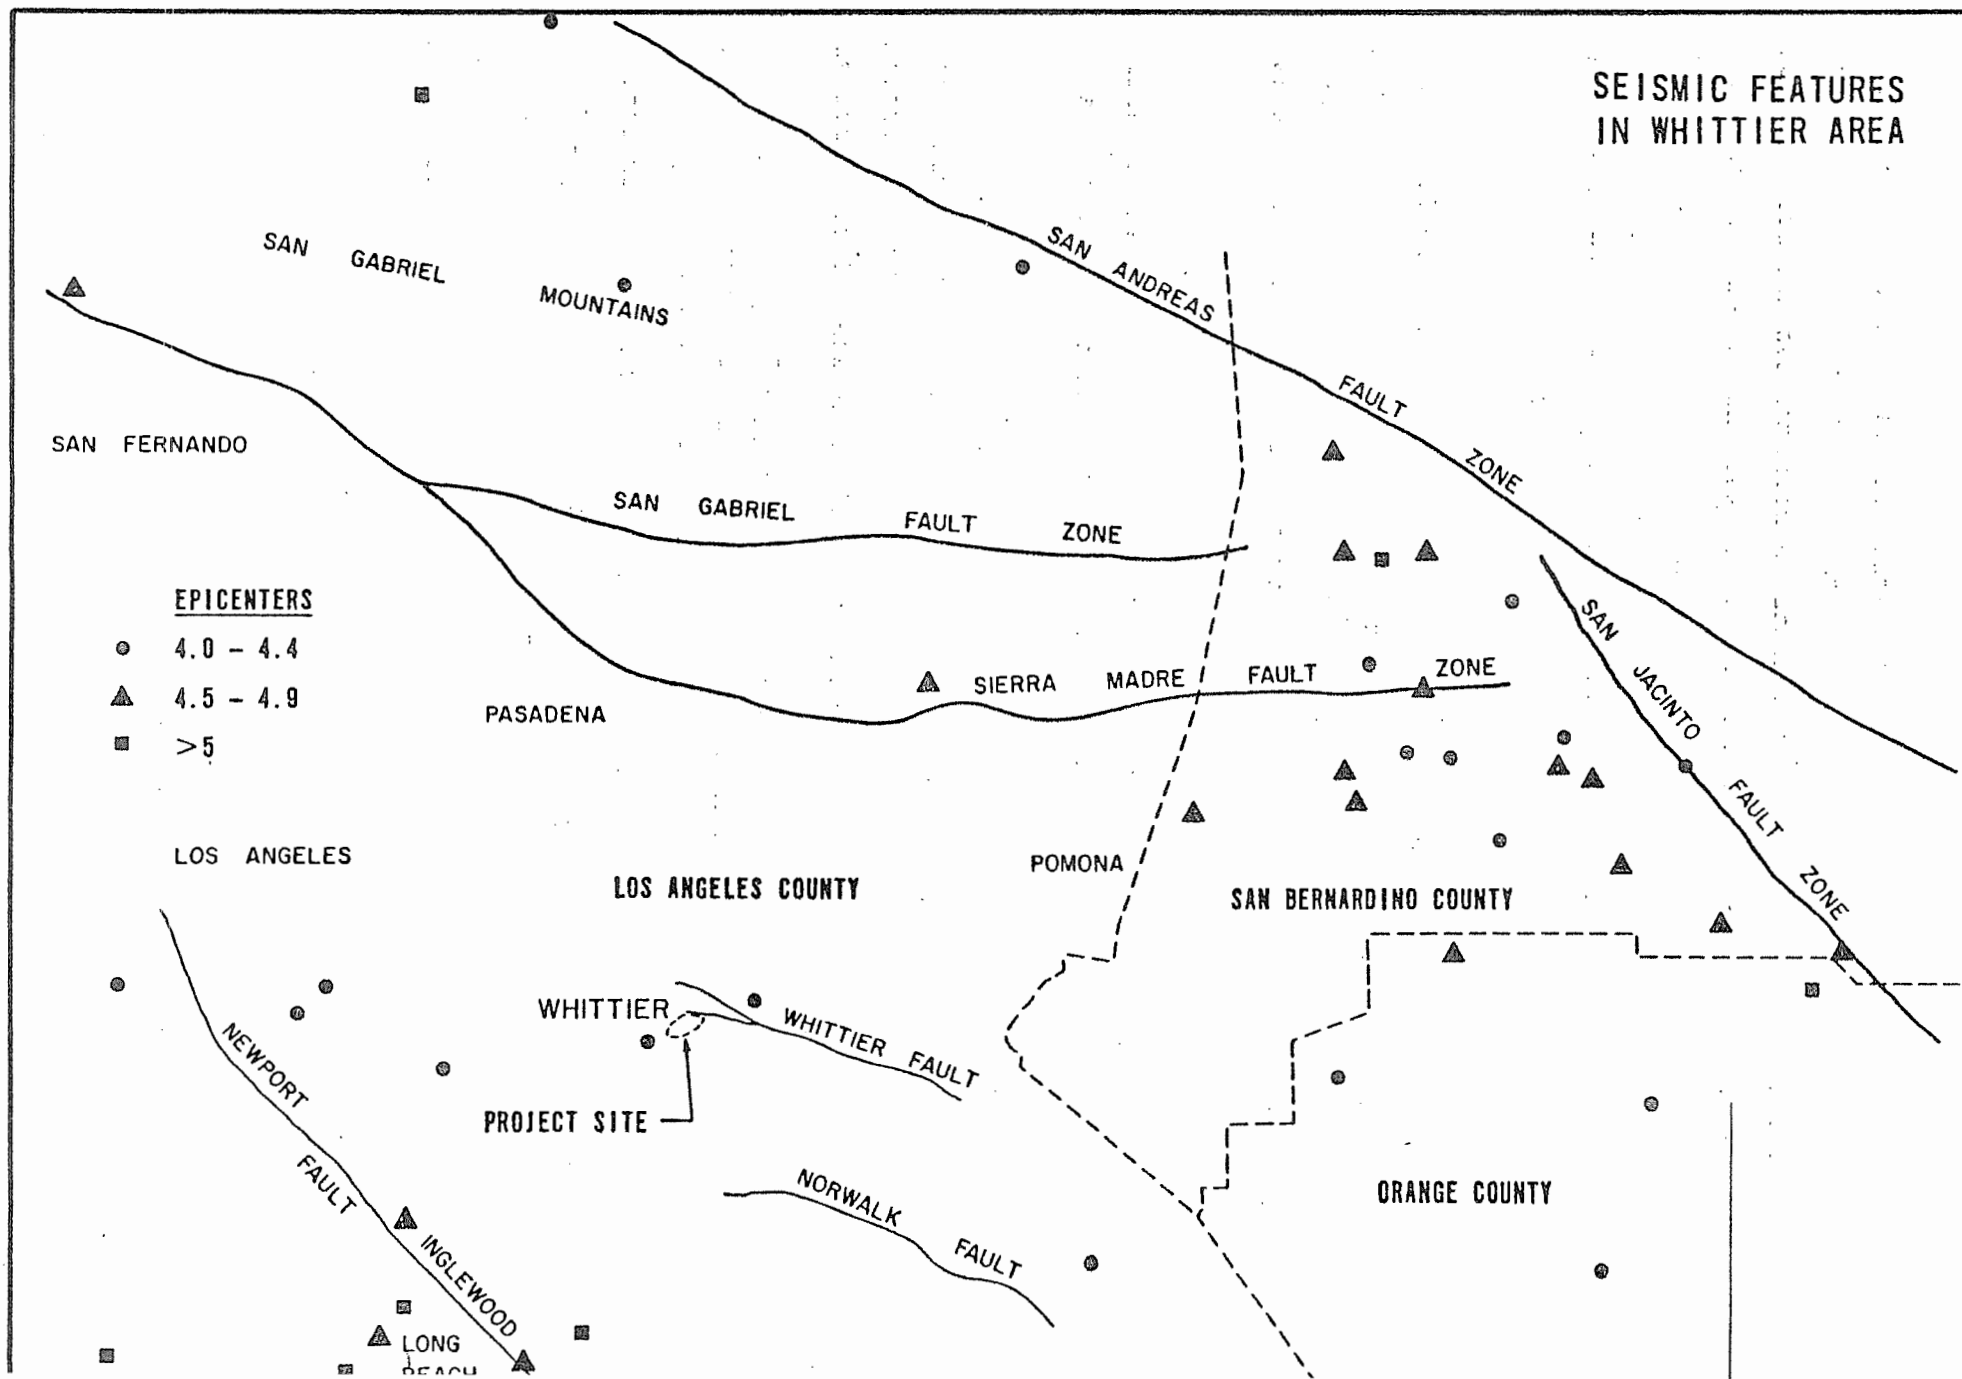 SEISMIC FEATURES
IN WHITTIER AREA
SAN GABRIEL MOUNTAINS
SAN ANDREAS FAULT ZONE
SAN FERNANDO
SAN GABRIEL FAULT ZONE
EPICENTERS
4.0 - 4.4
4.5 - 4.9
>5
SAN JACINTO FAULT ZONE
SIERRA MADRE FAULT ZONE
PASADENA
LOS ANGELES
LOS ANGELES COUNTY
POMONA
SAN BERNARDINO COUNTY
WHITTIER
WHITTIER FAULT
NEWPORT INGLEWOOD FAULT
PROJECT SITE
NORWALK FAULT
ORANGE COUNTY
LONG
BEACH